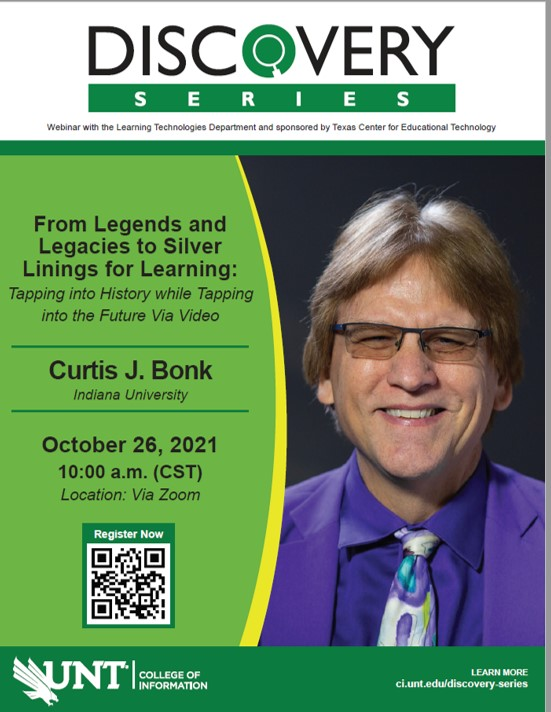 DISCOVERY
SERIES
Webinar with the Learning Technologies Department and sponsored by Texas Center for Educational Technology
From Legends and
Legacies to Silver
Linings for Learning:
Tapping into History while Tapping
into the Future Via Video
Curtis J. Bonk
Indiana University
October 26, 2021
10:00 a.m. (CST)
Location: Via Zoom
Register Now
UNT
COLLEGE OF
INFORMATION
LEARN MORE
ci.unt.edu/discovery-series